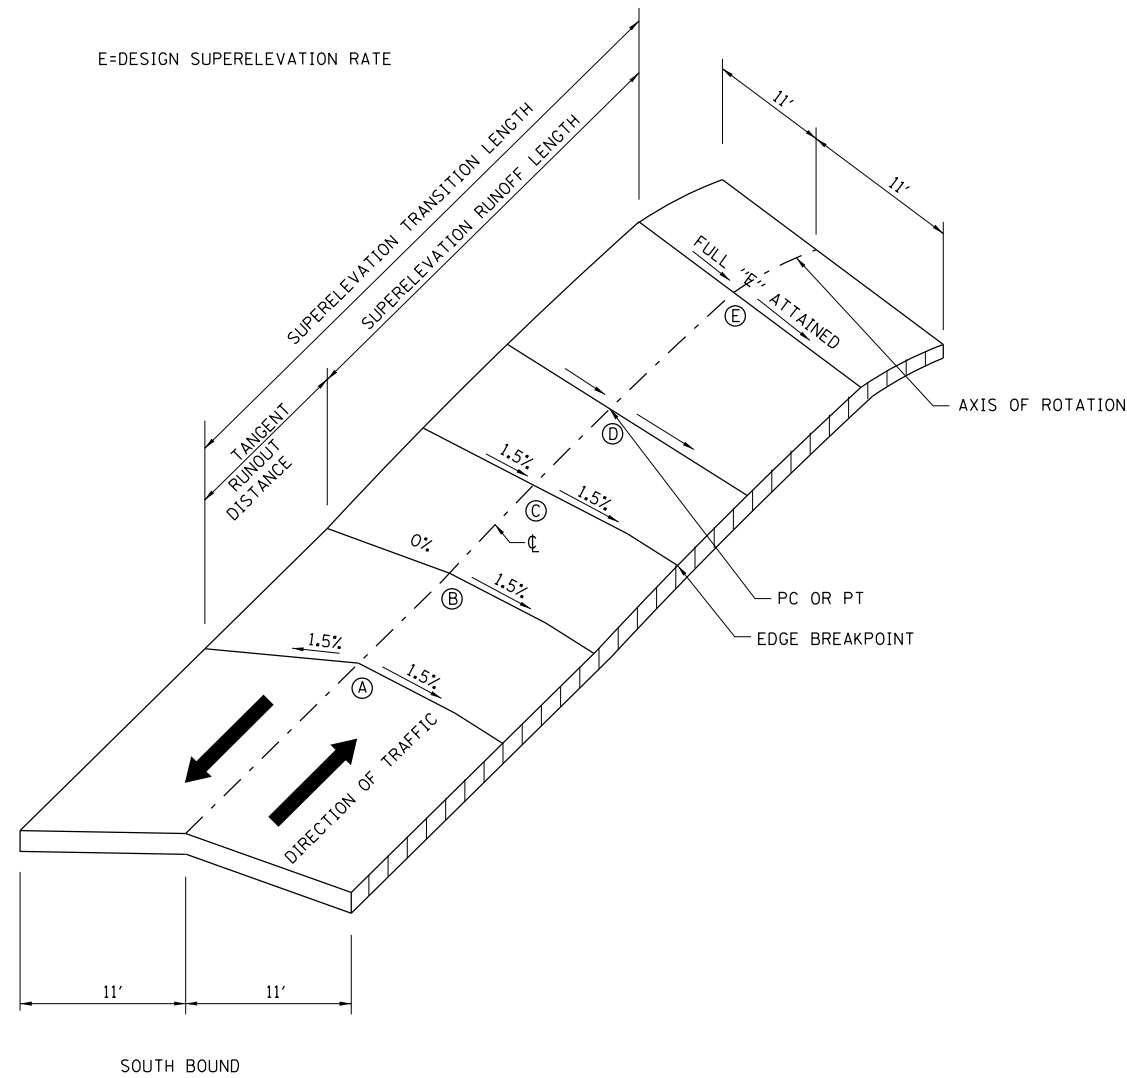 E=DESIGN SUPERELEVATION RATE
SUPERELEVATION TRANSITION LENGTH
SUPERELEVATION RUNOFF LENGTH
TANGENT
RUNOUT
DISTANCE
11'
11'
FULL "E" ATTAINED
E
AXIS OF ROTATION
D
1.5%
1.5%
C
℄
0%
1.5%
B
PC OR PT
EDGE BREAKPOINT
1.5%
1.5%
A
DIRECTION OF TRAFFIC
11'
11'
SOUTH BOUND